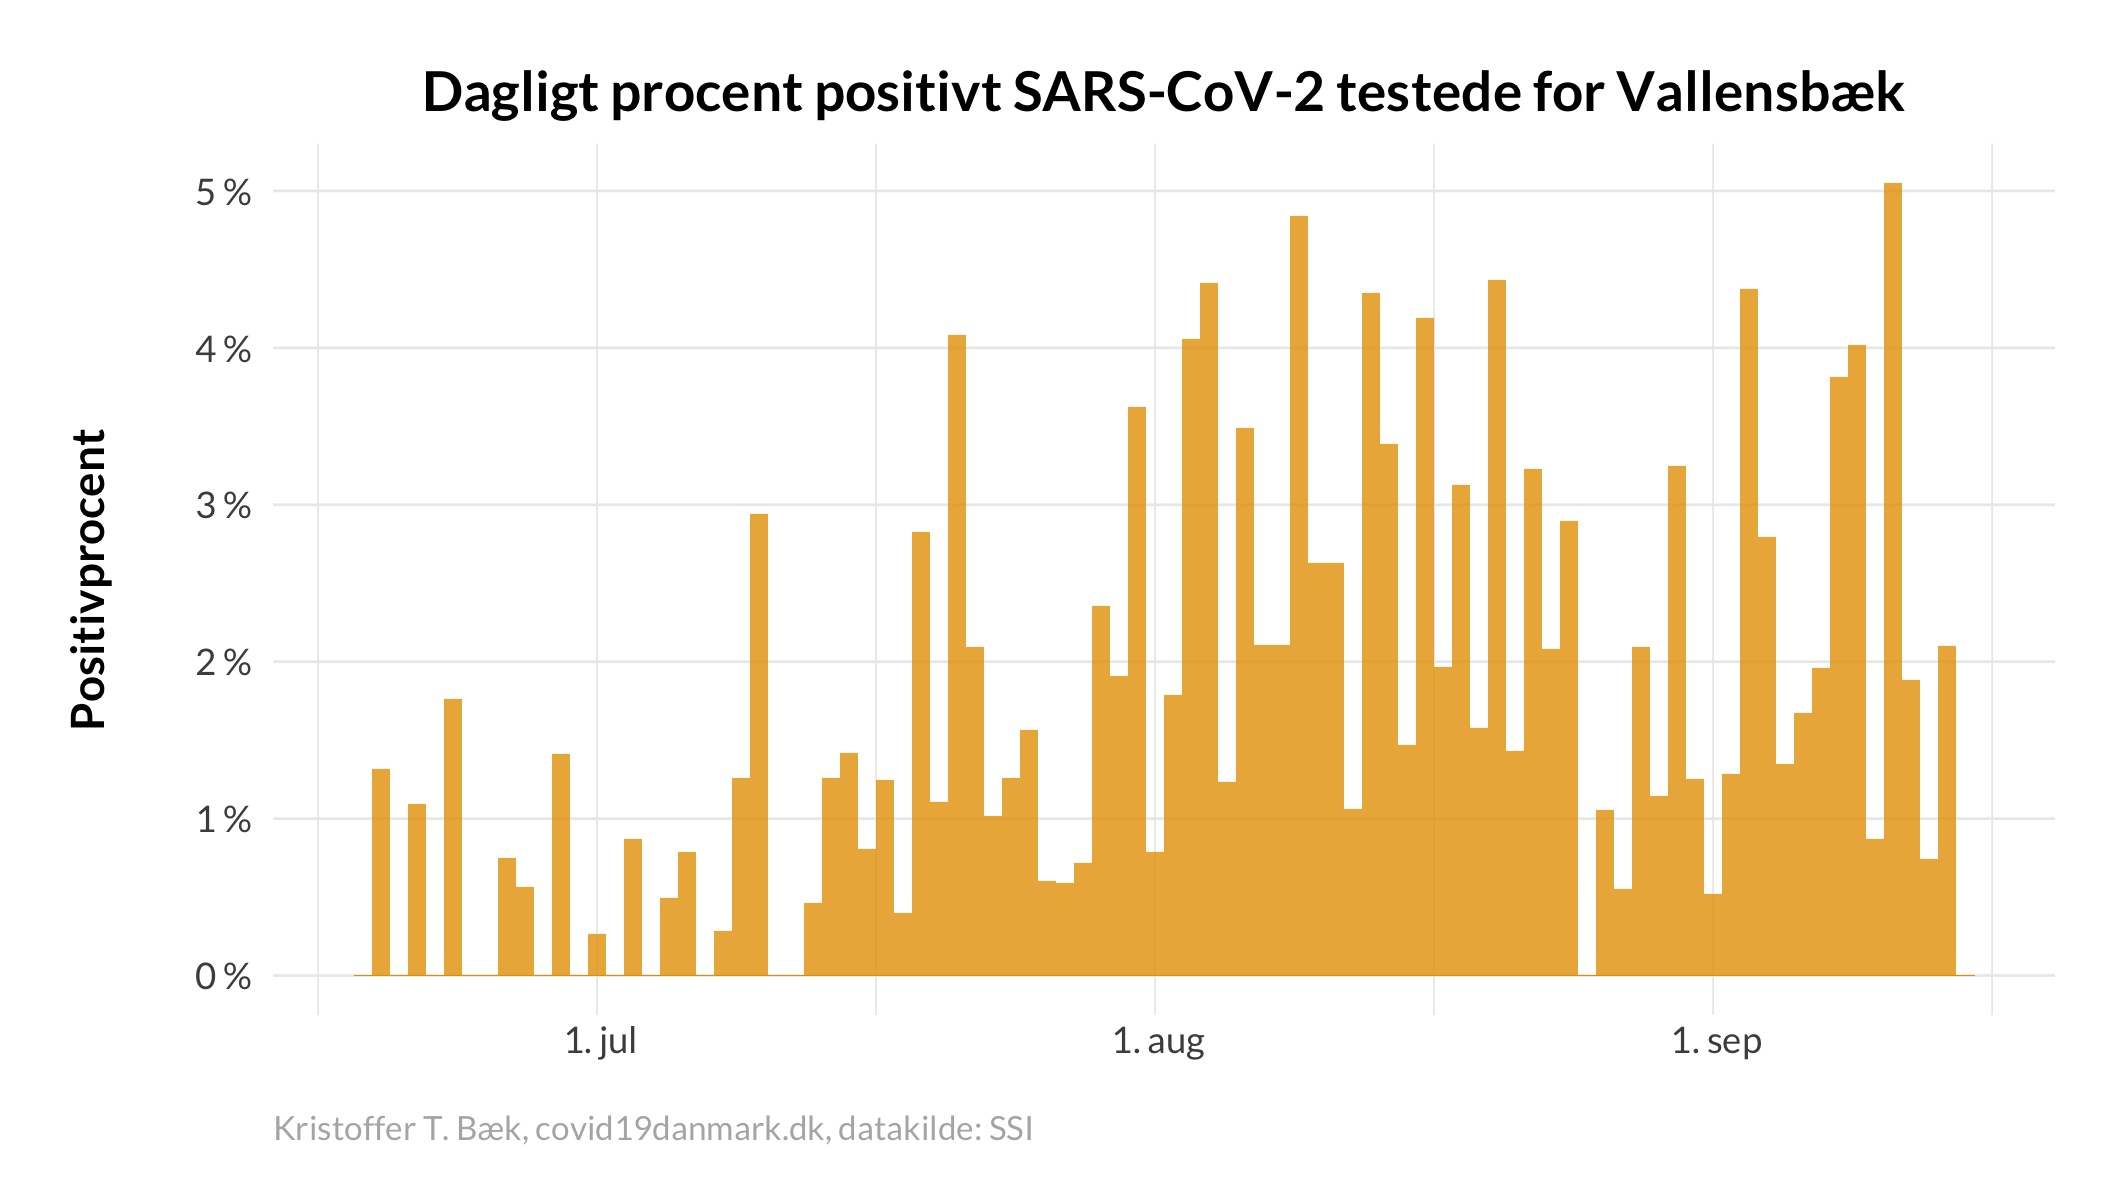 Dagligt procent positivt SARS-CoV-2 testede for Vallensbæk
Positivprocent
5 %
4 %
3 %
2 %
1 %
0 %
1. jul
1. aug
1. sep
Kristoffer T. Bæk, covid19danmark.dk, datakilde: SSI